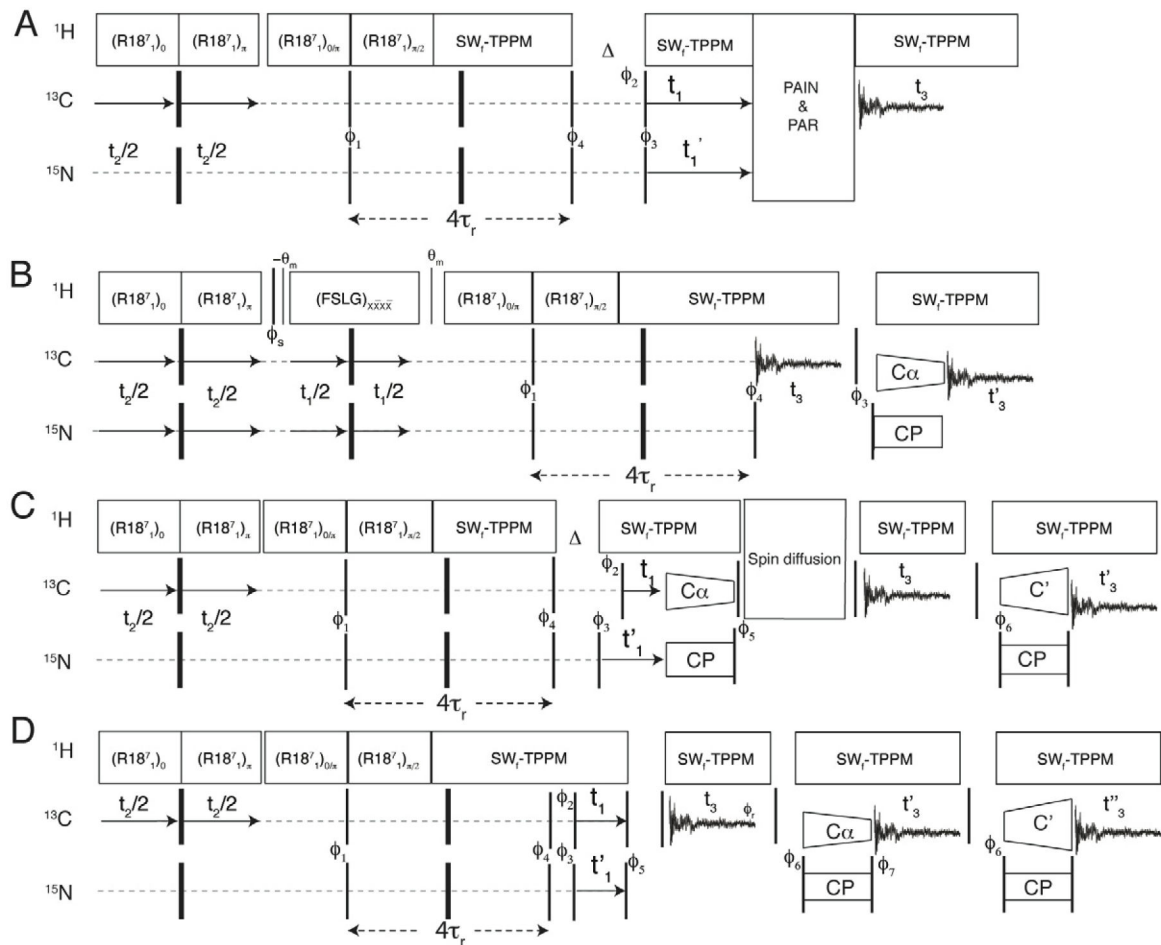 A
¹H (R18⁷₁)₀ (R18⁷₁)π (R18⁷₁)₀/π (R18⁷₁)π/₂ SWf-TPPM Δ SWf-TPPM PAIN & PAR SWf-TPPM
¹³C ϕ₂ t₁ t₃
t₂/2 t₂/2 ϕ₁ ϕ₄ ϕ₃ t₁'
¹⁵N
4τr
B
-θm θm
¹H (R18⁷₁)₀ (R18⁷₁)π (FSLG)xx̄xx̄ (R18⁷₁)₀/π (R18⁷₁)π/₂ SWf-TPPM SWf-TPPM
ϕs
¹³C Cα
t₂/2 t₂/2 t₁/2 t₁/2 ϕ₁ ϕ₄ t₃ ϕ₃ t'₃
¹⁵N CP
4τr
C
¹H (R18⁷₁)₀ (R18⁷₁)π (R18⁷₁)₀/π (R18⁷₁)π/₂ SWf-TPPM Δ SWf-TPPM Spin diffusion SWf-TPPM SWf-TPPM
¹³C ϕ₂ t₁ Cα t₃ C' t'₃
t₂/2 t₂/2 ϕ₁ ϕ₄ ϕ₃ t'₁ ϕ₅ ϕ₆
¹⁵N CP CP
4τr
D
¹H (R18⁷₁)₀ (R18⁷₁)π (R18⁷₁)₀/π (R18⁷₁)π/₂ SWf-TPPM SWf-TPPM SWf-TPPM SWf-TPPM
t₂/2 t₂/2 ϕ₂ t₁ t₃ ϕr t'₃ t''₃
¹³C Cα C'
ϕ₁ ϕ₄ ϕ₃ t'₁ ϕ₅ ϕ₆ ϕ₇ ϕ₆
¹⁵N CP CP
4τr